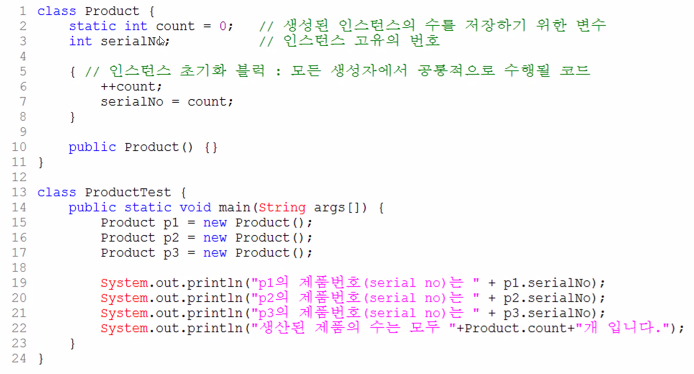 1 class Product {
2     static int count = 0;   // 생성된 인스턴스의 수를 저장하기 위한 변수
3     int serialNo;           // 인스턴스 고유의 번호
4
5     { // 인스턴스 초기화 블럭 : 모든 생성자에서 공통적으로 수행될 코드
6         ++count;
7         serialNo = count;
8     }
9
10     public Product() {}
11 }
12
13 class ProductTest {
14     public static void main(String args[]) {
15         Product p1 = new Product();
16         Product p2 = new Product();
17         Product p3 = new Product();
18
19         System.out.println("p1의 제품번호(serial no)는 " + p1.serialNo);
20         System.out.println("p2의 제품번호(serial no)는 " + p2.serialNo);
21         System.out.println("p3의 제품번호(serial no)는 " + p3.serialNo);
22         System.out.println("생산된 제품의 수는 모두 "+Product.count+"개 입니다.");
23     }
24 }